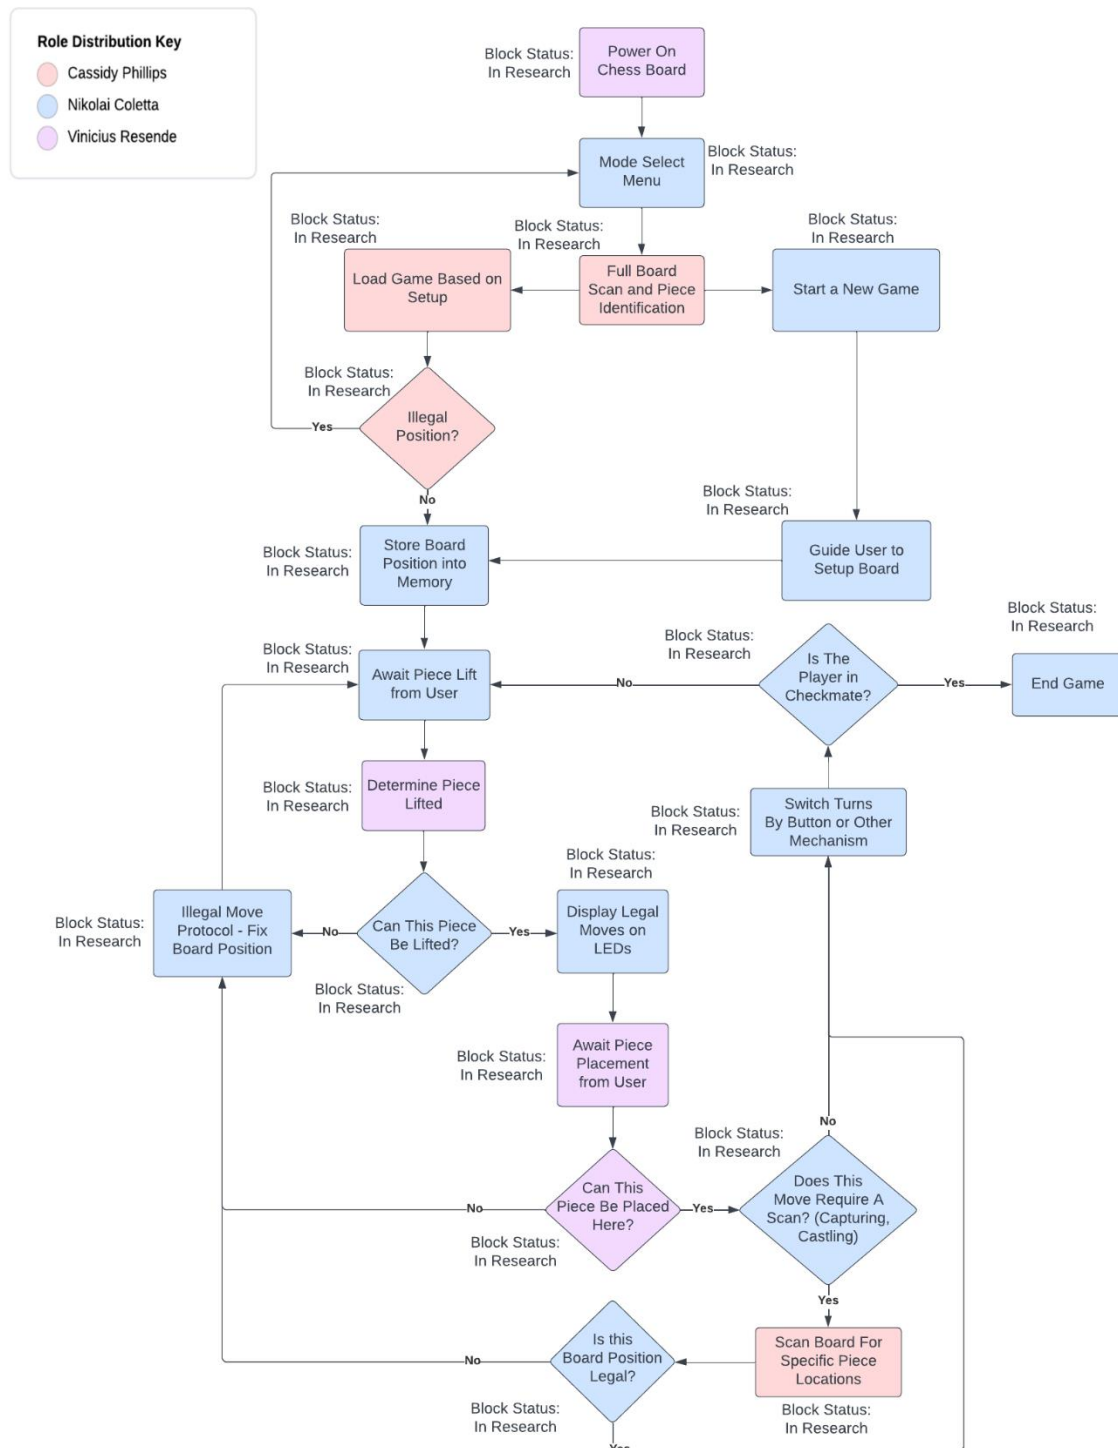 Role Distribution Key
Cassidy Phillips
Nikolai Coletta
Vinicius Resende
Block Status:
In Research
Power On
Chess Board
Mode Select
Menu
Block Status:
In Research
Block Status:
In Research
Block Status:
In Research
Block Status:
In Research
Load Game Based on
Setup
Full Board
Scan and Piece
Identification
Start a New Game
Block Status:
In Research
Illegal
Position?
Yes
No
Block Status:
In Research
Store Board
Position into
Memory
Block Status:
In Research
Guide User to
Setup Board
Block Status:
In Research
Await Piece Lift
from User
No
Block Status:
In Research
Is The
Player in
Checkmate?
Yes
Block Status:
In Research
End Game
Block Status:
In Research
Determine Piece
Lifted
Block Status:
In Research
Switch Turns
By Button or Other
Mechanism
Block Status:
In Research
Illegal Move
Protocol - Fix
Board Position
No
Can This Piece
Be Lifted?
Yes
Block Status:
In Research
Block Status:
In Research
Display Legal
Moves on
LEDs
Block Status:
In Research
Await Piece
Placement
from User
No
Can This
Piece Be Placed
Here?
Yes
Block Status:
In Research
No
Block Status:
In Research
Does This
Move Require A
Scan? (Capturing,
Castling)
Yes
No
Is this
Board Position
Legal?
Block Status:
In Research
Yes
Scan Board For
Specific Piece
Locations
Block Status:
In Research